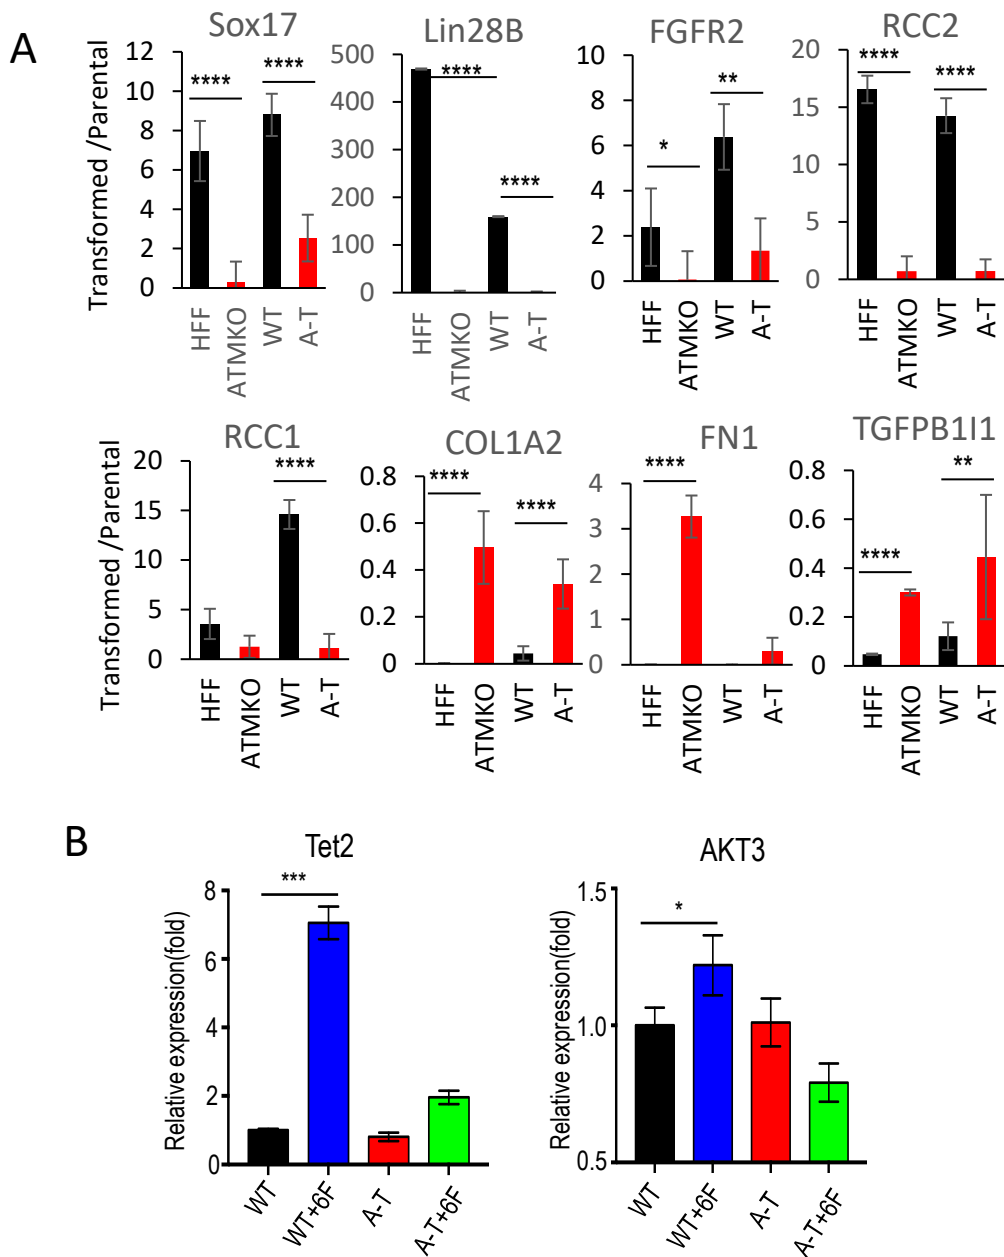 A
Sox17
Lin28B
FGFR2
RCC2
Transformed /Parental
12
10
8
6
4
2
0
****
****
HFF
ATMKO
WT
A-T
500
400
300
200
100
0
****
****
HFF
ATMKO
WT
A-T
10
8
6
4
2
0
*
**
HFF
ATMKO
WT
A-T
20
15
10
5
0
****
****
HFF
ATMKO
WT
A-T
RCC1
COL1A2
FN1
TGFPB1I1
Transformed /Parental
20
15
10
5
0
****
HFF
ATMKO
WT
A-T
0.8
0.6
0.4
0.2
0
****
****
HFF
ATMKO
WT
A-T
4
3
3
2
2
1
1
0
****
HFF
ATMKO
WT
A-T
0.8
0.6
0.4
0.2
0
****
**
HFF
ATMKO
WT
A-T
B
Tet2
AKT3
Relative expression(fold)
8
6
4
2
0
***
WT
WT+6F
A-T
A-T+6F
Relative expression(fold)
1.5
1.0
0.5
*
WT
WT+6F
A-T
A-T+6F